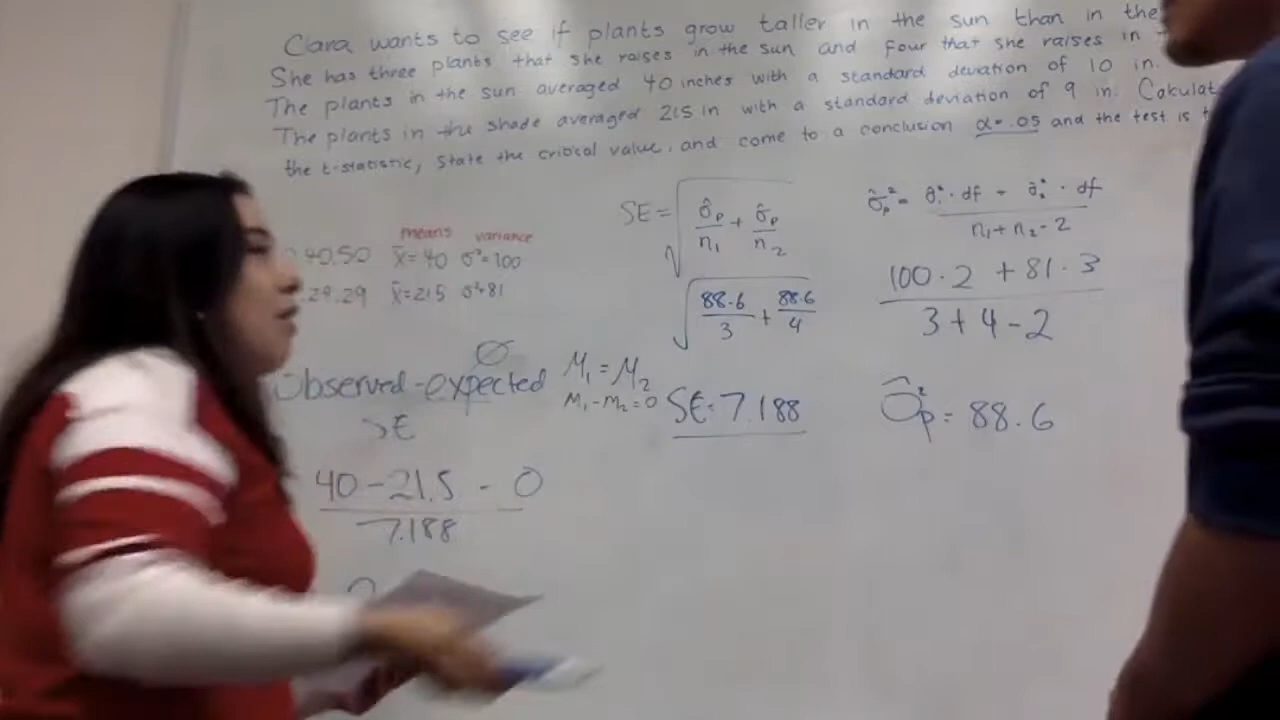 Clara wants to see if plants grow taller in the sun than in the
She has three plants that she raises in the sun and four that she raises in
The plants in the sun averaged 40 inches with a standard deviation of 10 in.
The plants in the shade averaged 21.5 in with a standard deviation of 9 in. Calculat
the t-statistic, state the critical value, and come to a conclusion α=.05 and the test is
means variance
40,50 x̄=40 σ²=100
29.29 x̄=21.5 σ²=81
SE = √(σ̂p/n₁ + σ̂p/n₂)
√(88.6/3 + 88.6/4)
SE=7.188
σ̂p² =
n₁+n₂-2
100·2 + 81·3
3+4-2
σ̂p² = 88.6
0
Observed-expected
SE
M₁=M₂
M₁-M₂=0
40-21.5 - 0
7.188